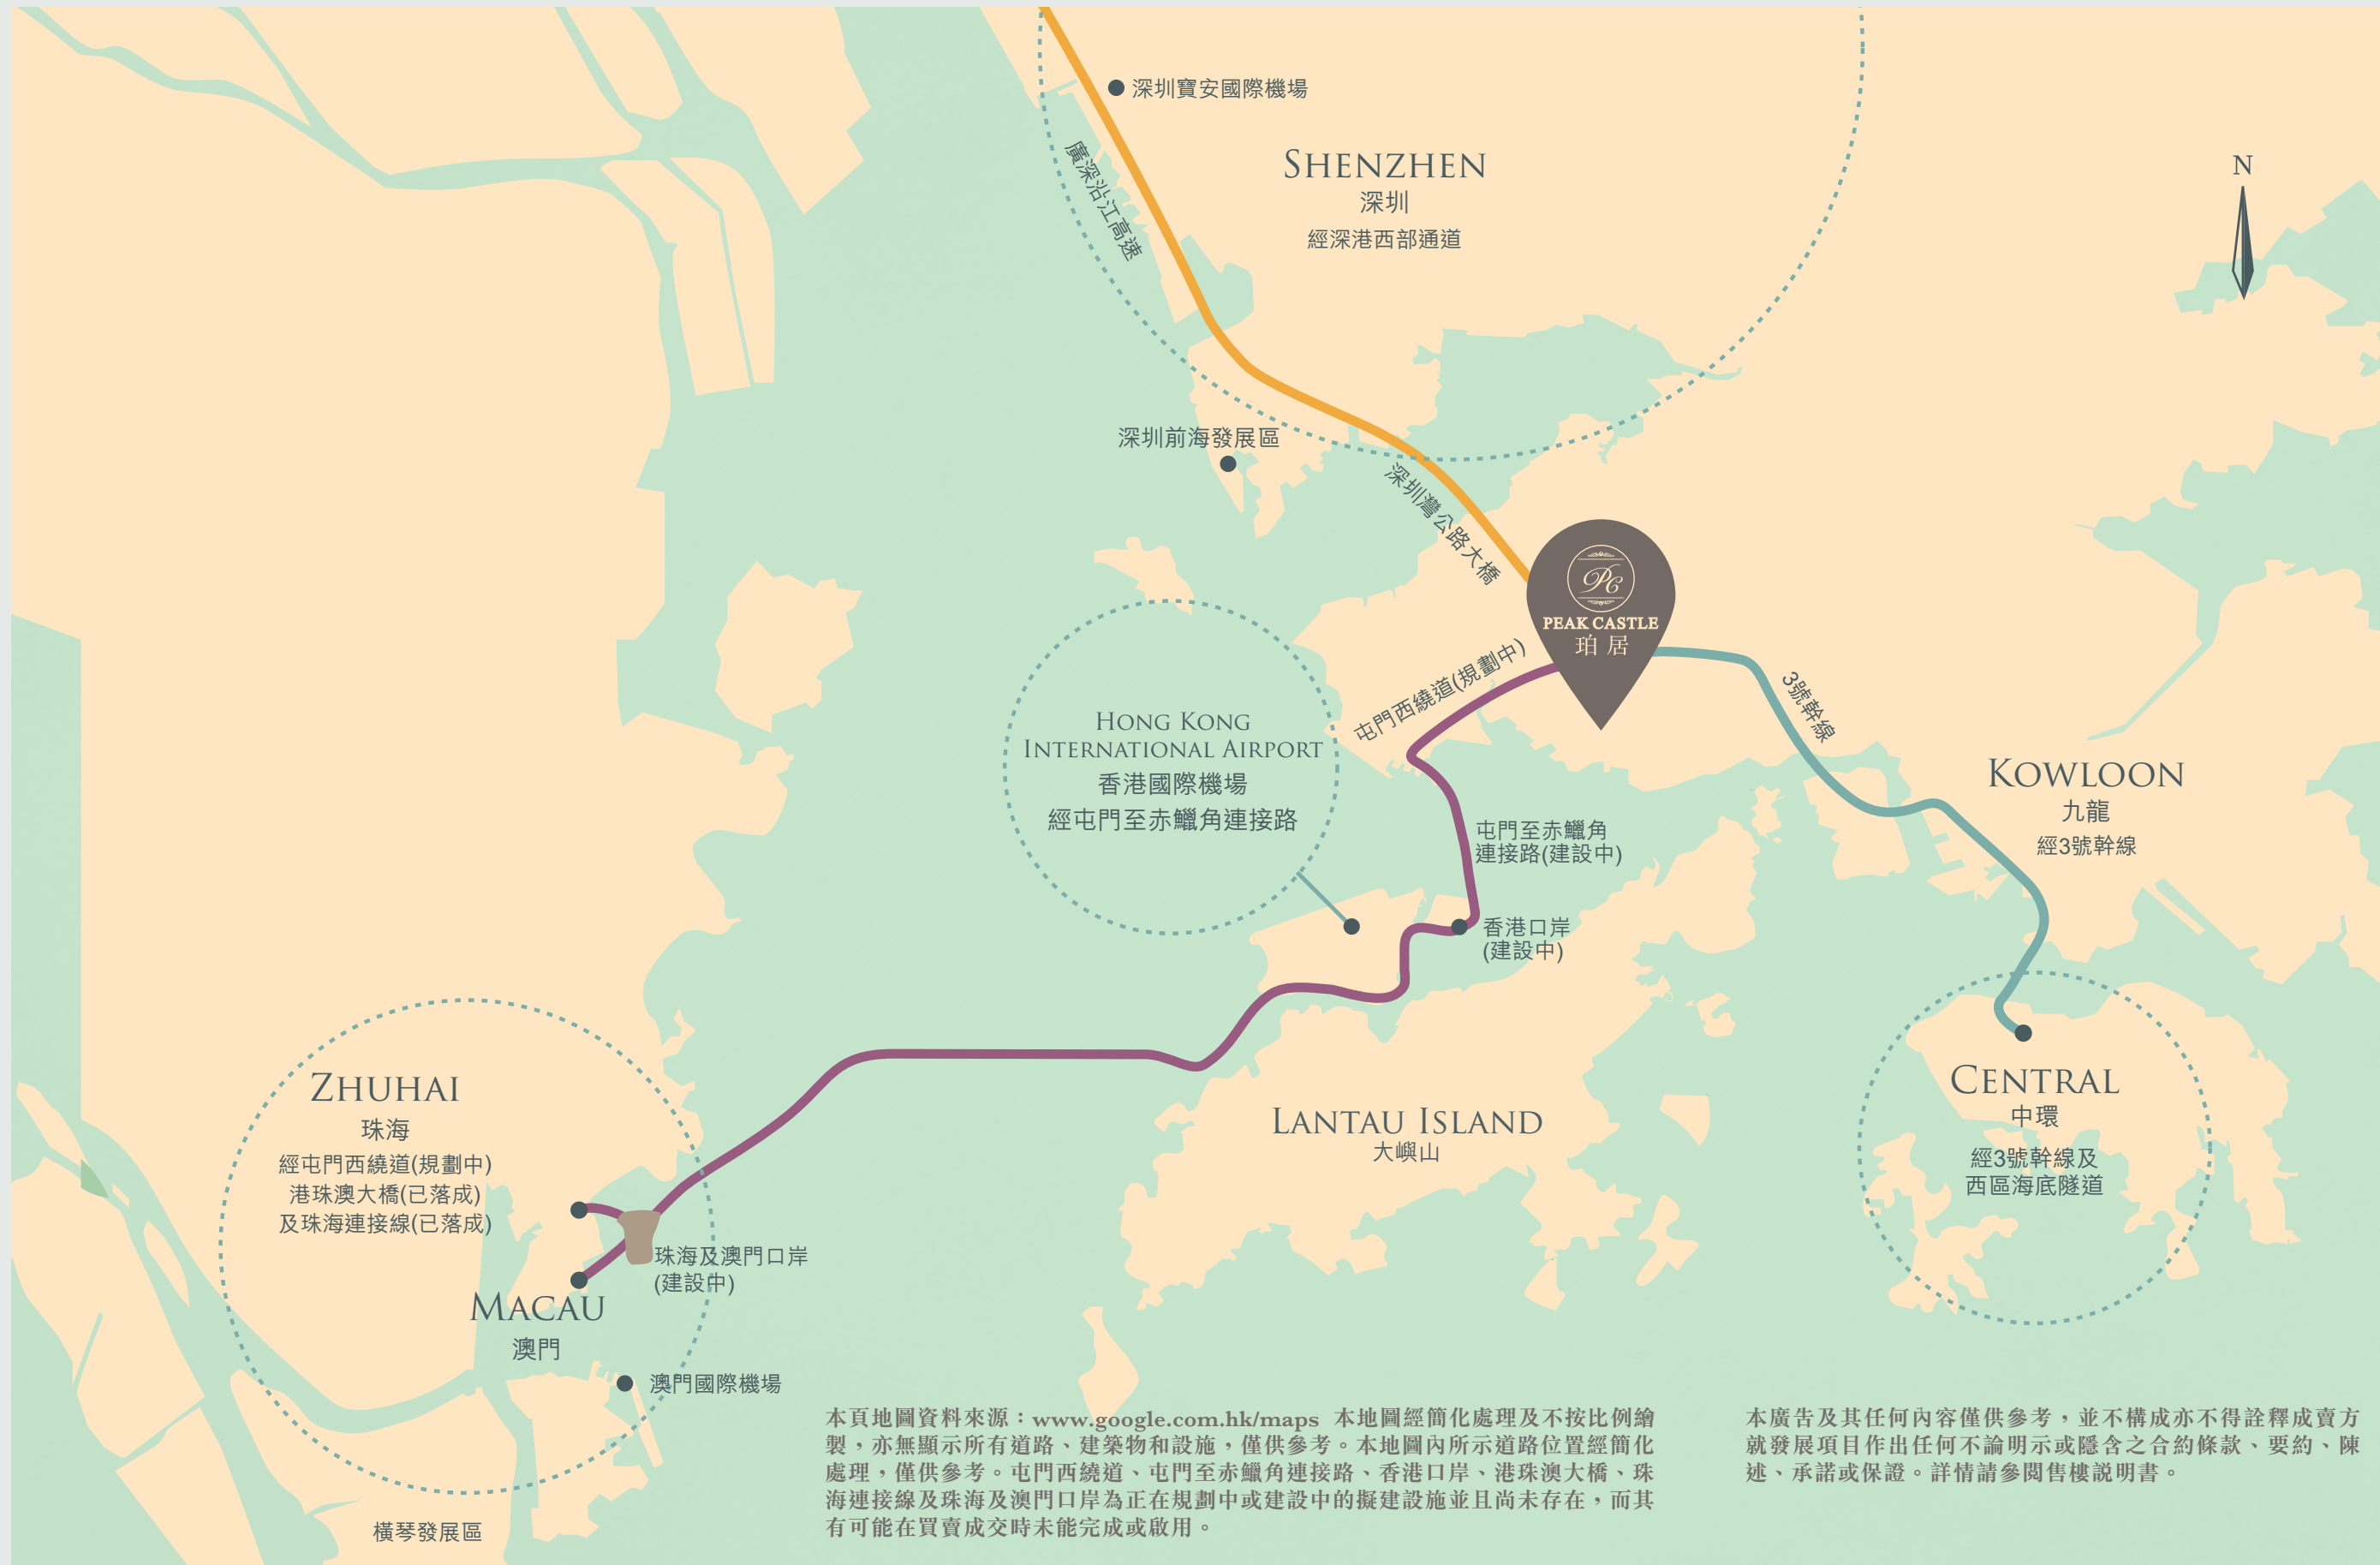 深圳寶安國際機場
廣深沿江高速
SHENZHEN
深圳
經深港西部通道
N
深圳前海發展區
深圳灣公路大橋
PC
PEAK CASTLE
珀居
屯門西繞道(規劃中)
3號幹線
HONG KONG
INTERNATIONAL AIRPORT
香港國際機場
經屯門至赤鱲角連接路
KOWLOON
九龍
經3號幹線
屯門至赤鱲角
連接路(建設中)
香港口岸
(建設中)
ZHUHAI
珠海
經屯門西繞道(規劃中)
港珠澳大橋(已落成)
及珠海連接線(已落成)
LANTAU ISLAND
大嶼山
CENTRAL
中環
經3號幹線及
西區海底隧道
珠海及澳門口岸
(建設中)
MACAU
澳門
澳門國際機場
橫琴發展區
本頁地圖資料來源：www.google.com.hk/maps 本地圖經簡化處理及不按比例繪
製，亦無顯示所有道路、建築物和設施，僅供參考。本地圖內所示道路位置經簡化
處理，僅供參考。屯門西繞道、屯門至赤鱲角連接路、香港口岸、港珠澳大橋、珠
海連接線及珠海及澳門口岸為正在規劃中或建設中的擬建設施並且尚未存在，而其
有可能在買賣成交時未能完成或啟用。
本廣告及其任何內容僅供參考，並不構成亦不得詮釋成賣方
就發展項目作出任何不論明示或隱含之合約條款、要約、陳
述、承諾或保證。詳情請參閱售樓說明書。